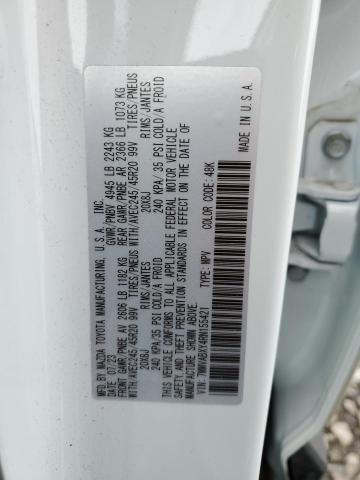 MFD. BY MAZDA TOYOTA MANUFACTURING, U.S.A., INC.
DATE: 07/23 GVWR/PNBV 4945 LB 2243 KG
FRONT GAWR/PNBE AV 2606 LB 1182 KG REAR GAWR/PNBE AR 2366 LB 1073 KG
WITH/AVEC245/45R20 99V TIRES/PNEUS WITH/AVEC245/45R20 99V TIRES/PNEUS
20X8J RIMS/JANTES 20X8J RIMS/JANTES
240 KPA/ 35 PSI COLD/A FROID 240 KPA/ 35 PSI COLD/A FROID
THIS VEHICLE CONFORMS TO ALL APPLICABLE FEDERAL MOTOR VEHICLE
SAFETY AND THEFT PREVENTION STANDARDS IN EFFECT ON THE DATE OF
MANUFACTURE SHOWN ABOVE.
VIN: 7MMVABXY4RN155421 TYPE: MPV COLOR CODE: 48K
MADE IN U.S.A.